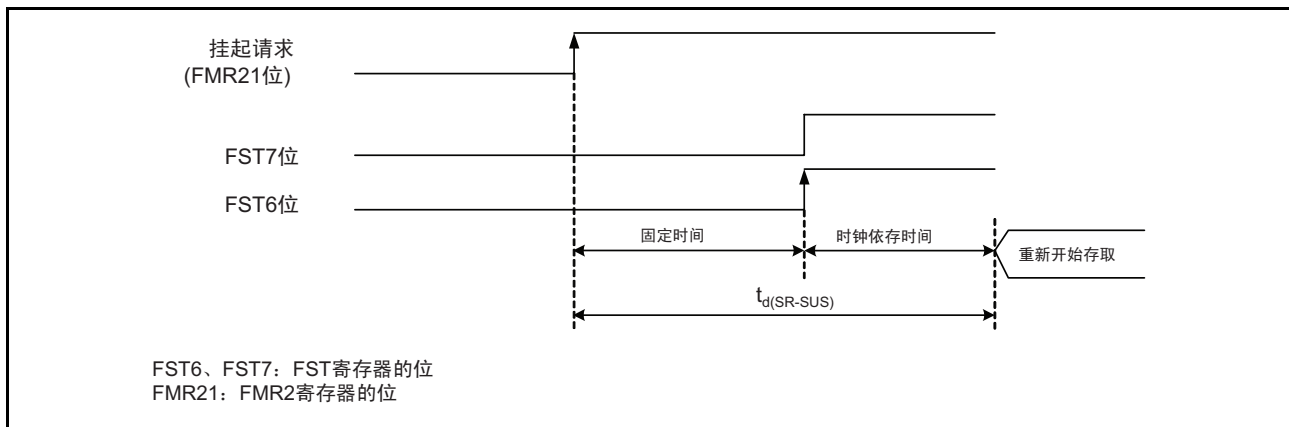 挂起请求
(FMR21位)
FST7位
FST6位
固定时间
时钟依存时间
重新开始存取
td(SR-SUS)
FST6、FST7：FST寄存器的位
FMR21：FMR2寄存器的位